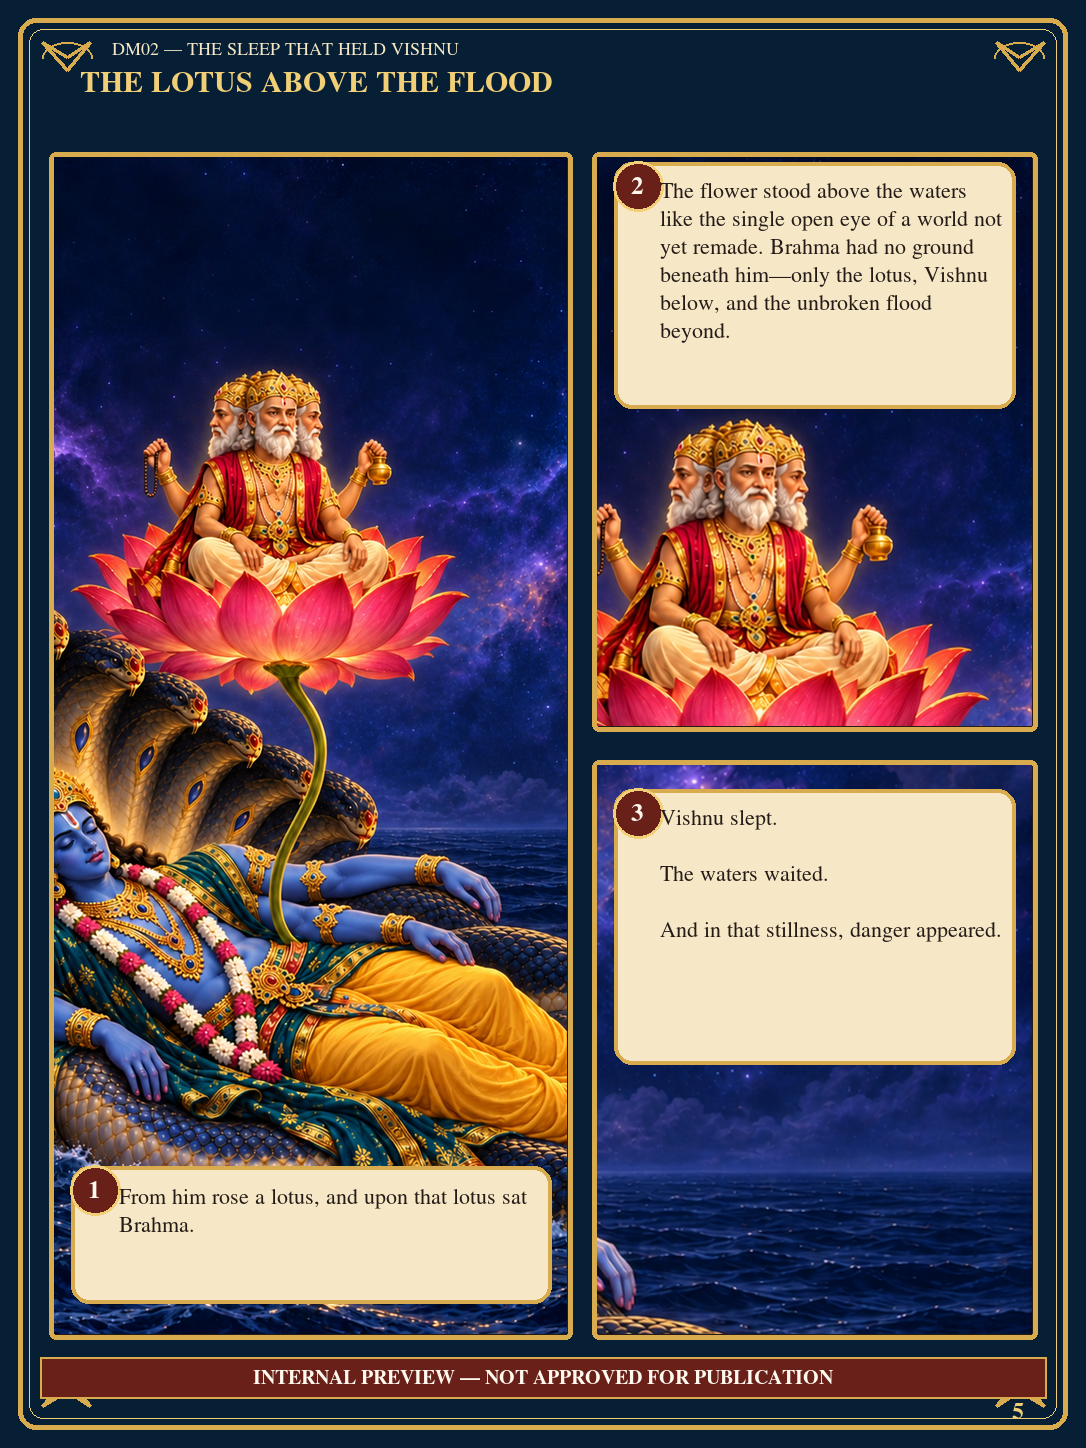 DM02 — THE SLEEP THAT HELD VISHNU
THE LOTUS ABOVE THE FLOOD
1
From him rose a lotus, and upon that lotus sat
Brahma.
2
The flower stood above the waters
like the single open eye of a world not
yet remade. Brahma had no ground
beneath him—only the lotus, Vishnu
below, and the unbroken flood
beyond.
3
Vishnu slept.
The waters waited.
And in that stillness, danger appeared.
INTERNAL PREVIEW — NOT APPROVED FOR PUBLICATION
5